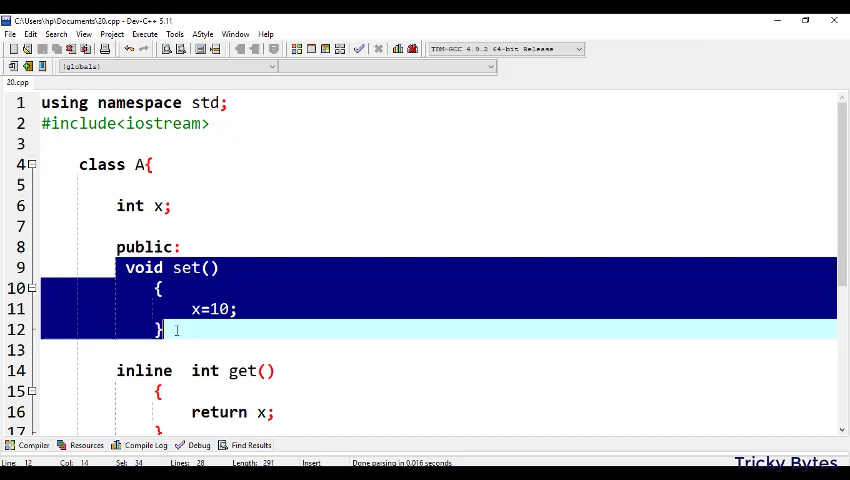 C:\Users\hp\Documents\20.cpp - Dev-C++ 5.11
File Edit Search View Project Execute Tools AStyle Window Help
TDM-GCC 4.9.2 64-bit Release
(globals)
20.cpp
1 using namespace std;
2 #include<iostream>
3
4 class A{
5
6 int x;
7
8 public:
9 void set()
10 {
11 x=10;
12 }
13
14 inline int get()
15 {
16 return x;
17 }
Compiler Resources Compile Log Debug Find Results
Line: 12 Col: 14 Sel: 34 Lines: 28 Length: 291 Insert Done parsing in 0.016 seconds
Tricky Bytes